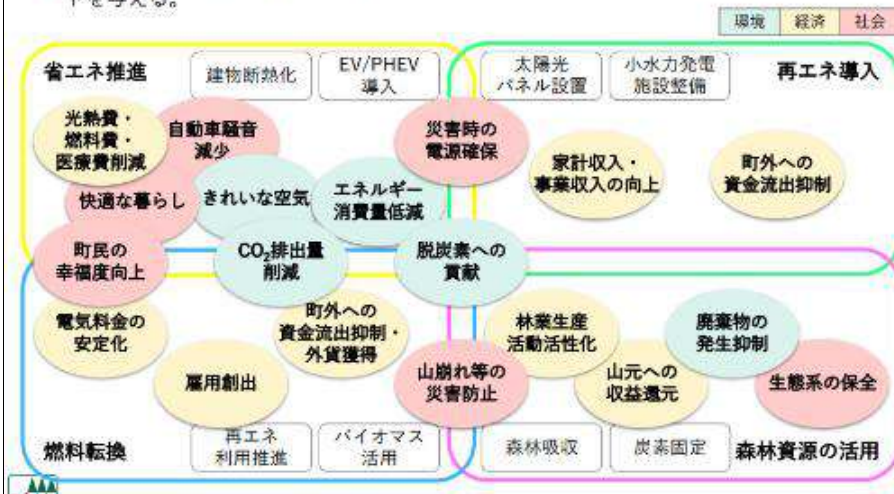 トを与える。
環境 経済 社会
省エネ推進
建物断熱化
EV/PHEV
導入
太陽光
パネル設置
小水力発電
施設整備
再エネ導入
光熱費・
燃料費・
医療費削減
自動車騒音
減少
災害時の
電源確保
家計収入・
事業収入の向上
町外への
資金流出抑制
快適な暮らし
きれいな空気
エネルギー
消費量低減
町民の
幸福度向上
CO₂排出量
削減
脱炭素への
貢献
電気料金の
安定化
町外への
資金流出抑制・
外貨獲得
林業生産
活動活性化
廃棄物の
発生抑制
雇用創出
山崩れ等の
災害防止
山元への
収益還元
生態系の保全
燃料転換
再エネ
利用推進
バイオマス
活用
森林吸収
炭素固定
森林資源の活用